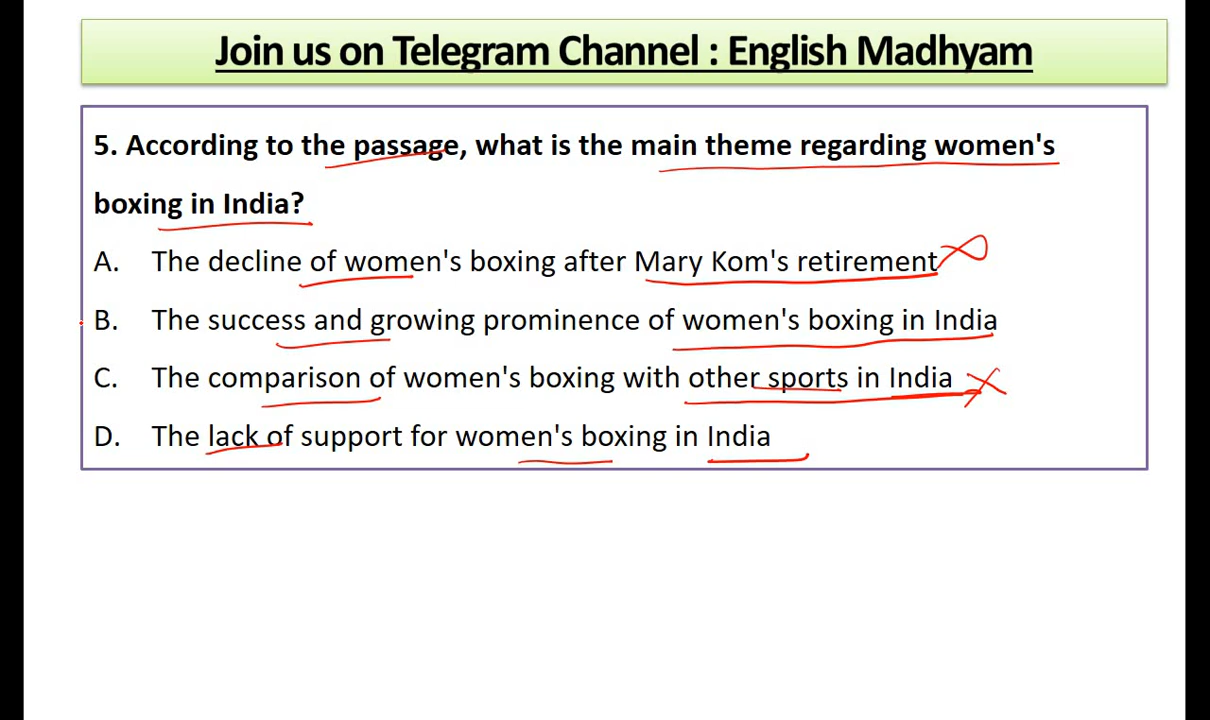 Join us on Telegram Channel : English Madhyam
5. According to the passage, what is the main theme regarding women's
boxing in India?
A. The decline of women's boxing after Mary Kom's retirement
B. The success and growing prominence of women's boxing in India
C. The comparison of women's boxing with other sports in India
D. The lack of support for women's boxing in India